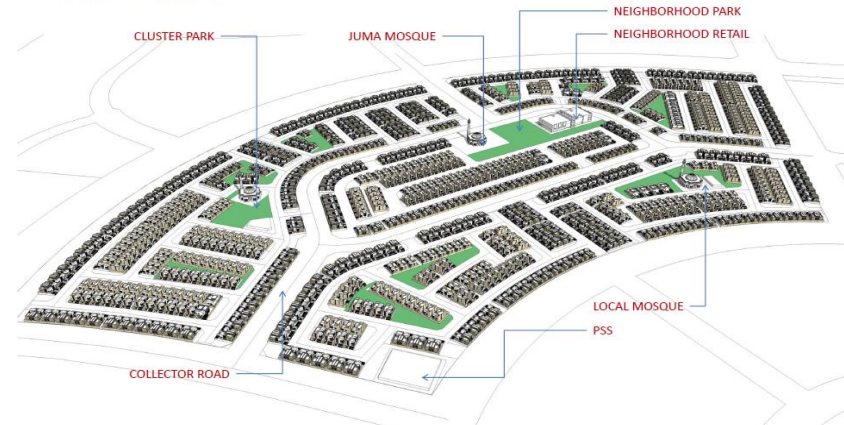 NEIGHBORHOOD PARK
CLUSTER PARK
JUMA MOSQUE
NEIGHBORHOOD RETAIL
LOCAL MOSQUE
PSS
COLLECTOR ROAD